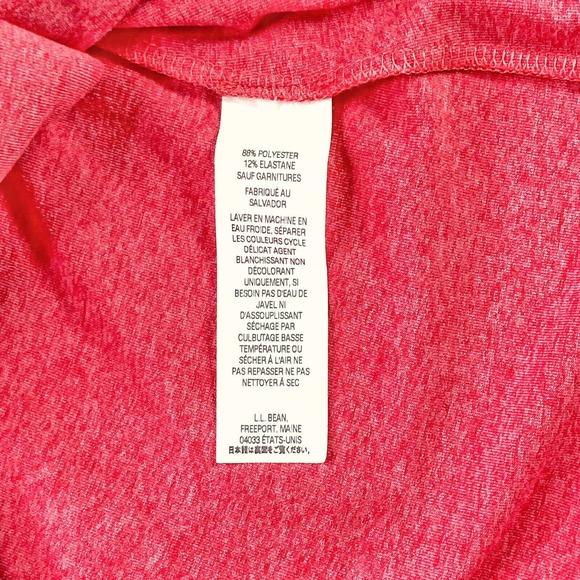 88% POLYESTER
12% ELASTANE
SAUF GARNITURES
FABRIQUÉ AU
SALVADOR
LAVER EN MACHINE EN
EAU FROIDE, SÉPARER
LES COULEURS CYCLE
DÉLICAT AGENT
BLANCHISSANT NON
DÉCOLORANT
UNIQUEMENT, SI
BESOIN PAS D'EAU DE
JAVEL NI
D'ASSOUPLISSANT
SÉCHAGE PAR
CULBUTAGE BASSE
TEMPÉRATURE OU
SÉCHER À L'AIR NE
PAS REPASSER NE PAS
NETTOYER À SEC
L.L. BEAN,
FREEPORT, MAINE
04033 ÉTATS-UNIS
日本語は裏面をご覧ください。